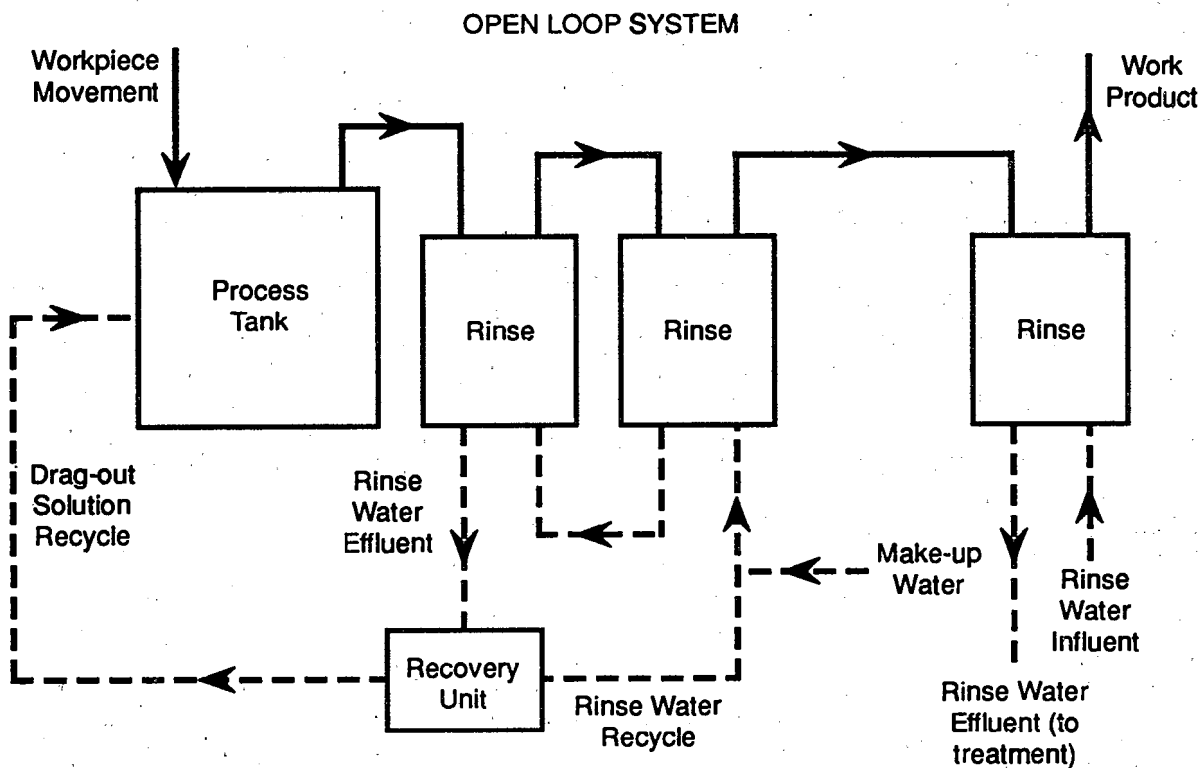 OPEN LOOP SYSTEM
Workpiece
Movement
Work
Product
Process
Tank
Rinse
Rinse
Rinse
Drag-out
Solution
Recycle
Rinse
Water
Effluent
Make-up
Water
Rinse
Water
Influent
Recovery
Unit
Rinse Water
Recycle
Rinse Water
Effluent (to
treatment)